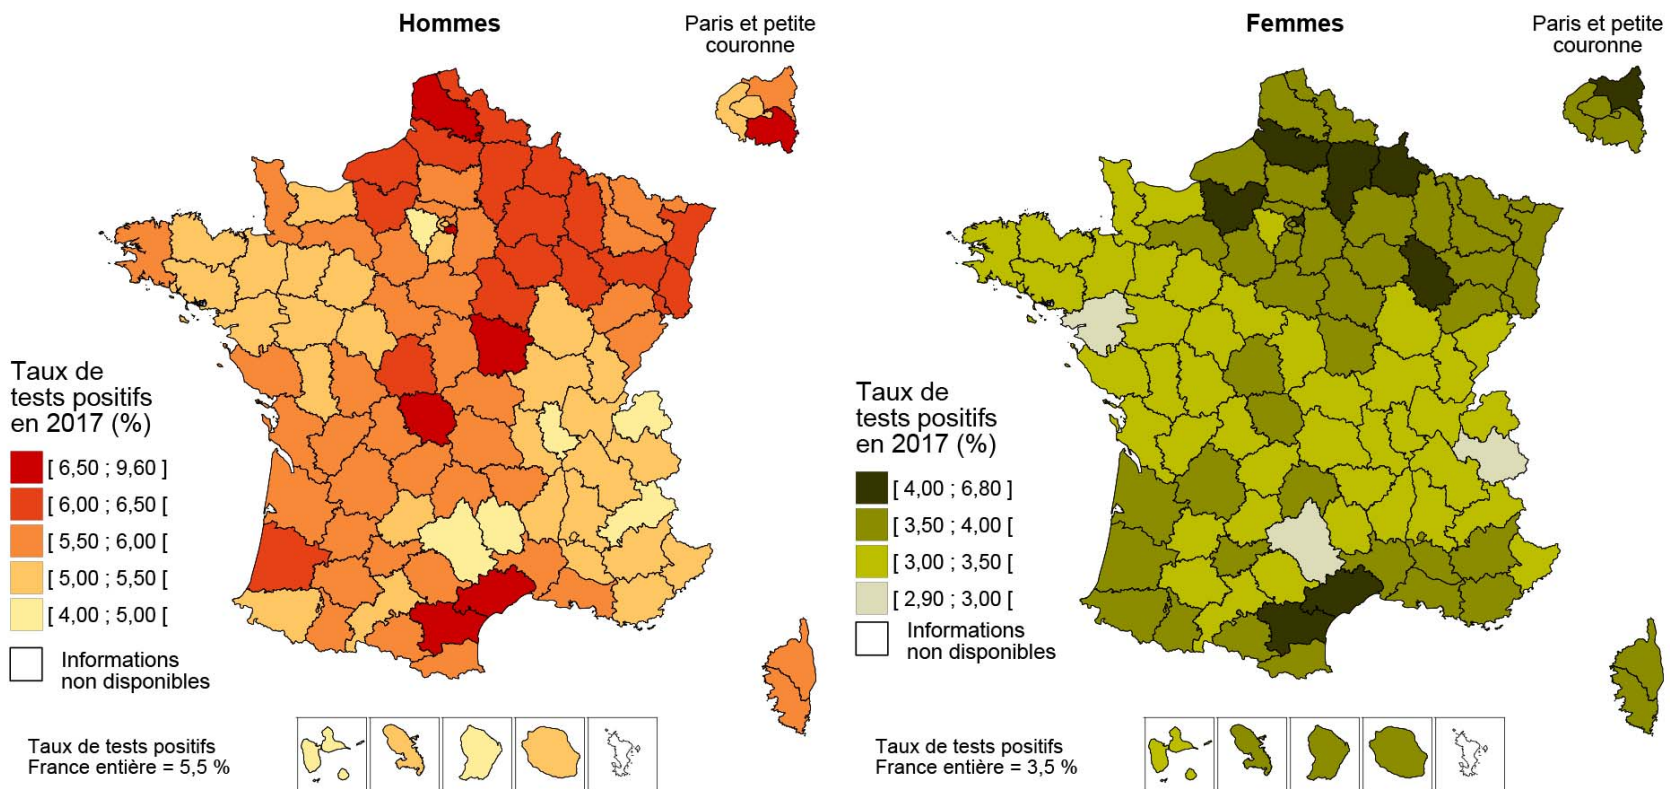 Hommes
Paris et petite
couronne
Taux de
tests positifs
en 2017 (%)
[ 6,50 ; 9,60 ]
[ 6,00 ; 6,50 [
[ 5,50 ; 6,00 [
[ 5,00 ; 5,50 [
[ 4,00 ; 5,00 [
Informations
non disponibles
Taux de tests positifs
France entière = 5,5 %
Femmes
Paris et petite
couronne
Taux de
tests positifs
en 2017 (%)
[ 4,00 ; 6,80 ]
[ 3,50 ; 4,00 [
[ 3,00 ; 3,50 [
[ 2,90 ; 3,00 [
Informations
non disponibles
Taux de tests positifs
France entière = 3,5 %